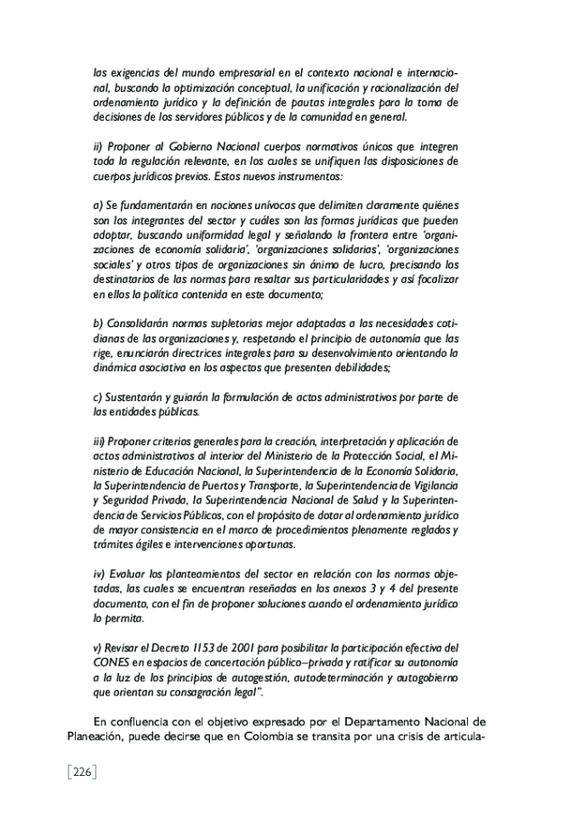 las exigencias del mundo empresarial en el contexto nacional e internacio-
nal, buscando la optimización conceptual, la unificación y racionalización del
ordenamiento jurídico y la definición de pautas integrales para la toma de
decisiones de los servidores públicos y de la comunidad en general.
ii) Proponer al Gobierno Nacional cuerpos normativos únicos que integren
toda la regulación relevante, en los cuales se unifiquen las disposiciones de
cuerpos jurídicos previos. Estos nuevos instrumentos:
a) Se fundamentarán en nociones unívocas que delimiten claramente quiénes
son los integrantes del sector y cuáles son las formas jurídicas que pueden
adoptar, buscando uniformidad legal y señalando la frontera entre 'organi-
zaciones de economía solidaria', 'organizaciones solidarias', 'organizaciones
sociales' y otros tipos de organizaciones sin ánimo de lucro, precisando los
destinatarios de las normas para resaltar sus particularidades y así focalizar
en ellos la política contenida en este documento;
b) Consolidarán normas supletorias mejor adaptadas a las necesidades coti-
dianas de las organizaciones y, respetando el principio de autonomía que las
rige, enunciarán directrices integrales para su desenvolvimiento orientando la
dinámica asociativa en los aspectos que presenten debilidades;
c) Sustentarán y guiarán la formulación de actos administrativos por parte de
las entidades públicas.
iii) Proponer criterios generales para la creación, interpretación y aplicación de
actos administrativos al interior del Ministerio de la Protección Social, el Mi-
nisterio de Educación Nacional, la Superintendencia de la Economía Solidaria,
la Superintendencia de Puertos y Transporte, la Superintendencia de Vigilancia
y Seguridad Privada, la Superintendencia Nacional de Salud y la Superinten-
dencia de Servicios Públicos, con el propósito de dotar al ordenamiento jurídico
de mayor consistencia en el marco de procedimientos plenamente reglados y
trámites ágiles e intervenciones oportunas.
iv) Evaluar los planteamientos del sector en relación con las normas obje-
tadas, las cuales se encuentran reseñadas en los anexos 3 y 4 del presente
documento, con el fin de proponer soluciones cuando el ordenamiento jurídico
lo permita.
v) Revisar el Decreto 1153 de 2001 para posibilitar la participación efectiva del
CONES en espacios de concertación público–privada y ratificar su autonomía
a la luz de los principios de autogestión, autodeterminación y autogobierno
que orientan su consagración legal".
En confluencia con el objetivo expresado por el Departamento Nacional de
Planeación, puede decirse que en Colombia se transita por una crisis de articula-
[226]